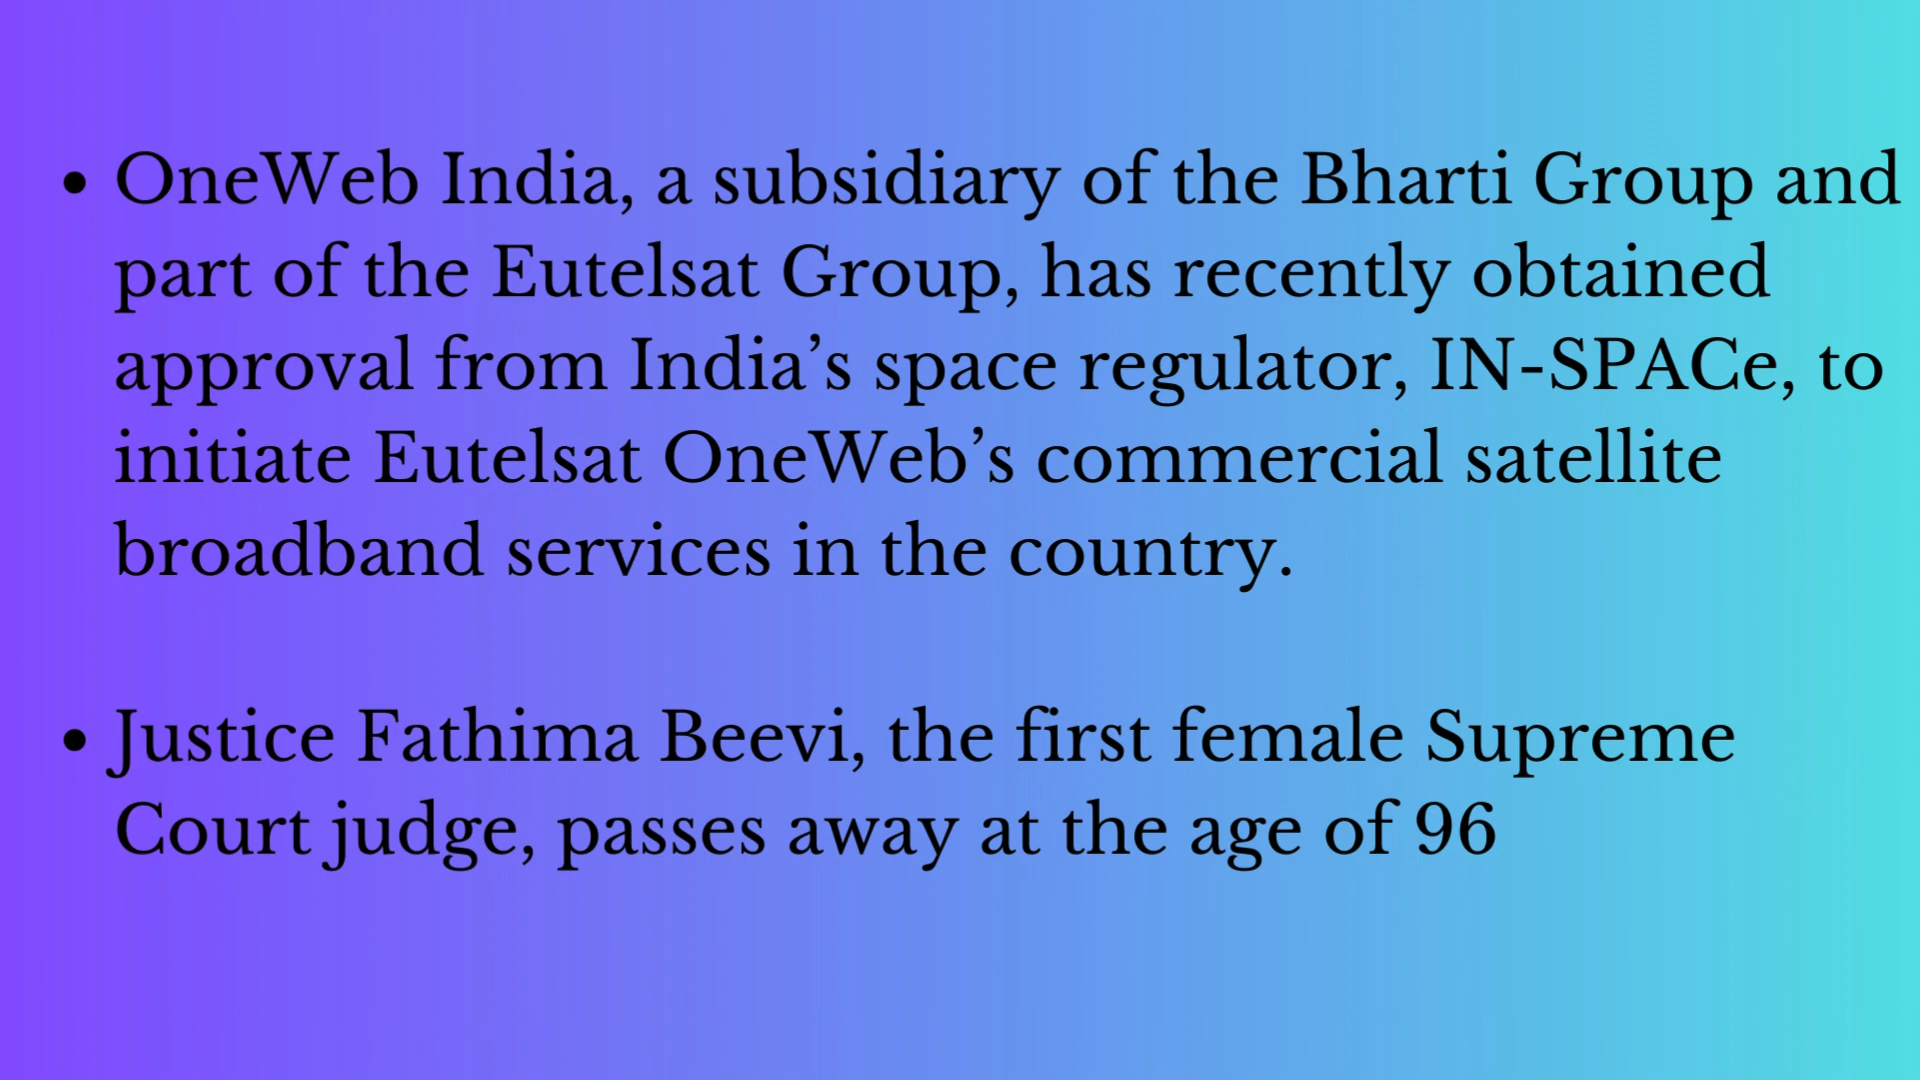 • OneWeb India, a subsidiary of the Bharti Group and
part of the Eutelsat Group, has recently obtained
approval from India’s space regulator, IN-SPACe, to
initiate Eutelsat OneWeb’s commercial satellite
broadband services in the country.
• Justice Fathima Beevi, the first female Supreme
Court judge, passes away at the age of 96